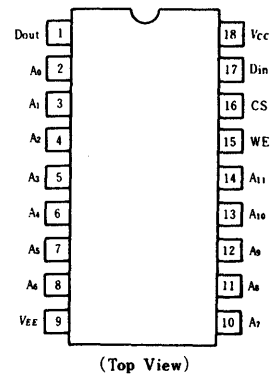 Dout 1 18 Vcc
A0 2 17 Din
A1 3 16 CS
A2 4 15 WE
A3 5 14 A11
A4 6 13 A10
A5 7 12 A9
A6 8 11 A8
VEE 9 10 A7
(Top View)